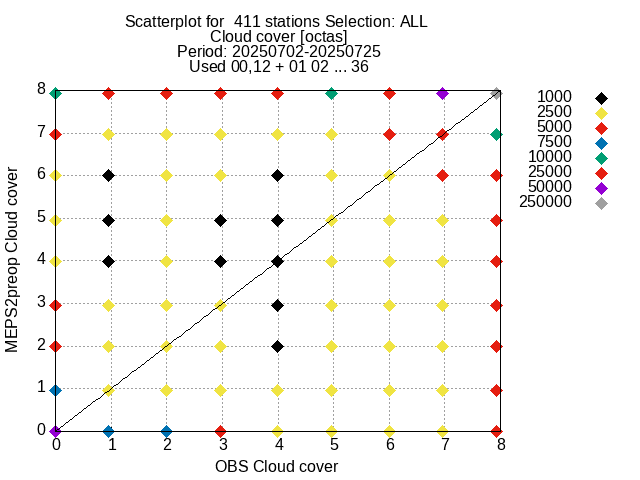 Scatterplot for  411 stations Selection: ALL
Cloud cover [octas]
Period: 20250702-20250725
Used 00,12 + 01 02 ... 36
8
7
6
5
4
3
2
1
0
MEPS2preop Cloud cover
0 1 2 3 4 5 6 7 8
OBS Cloud cover
1000
2500
5000
7500
10000
25000
50000
250000